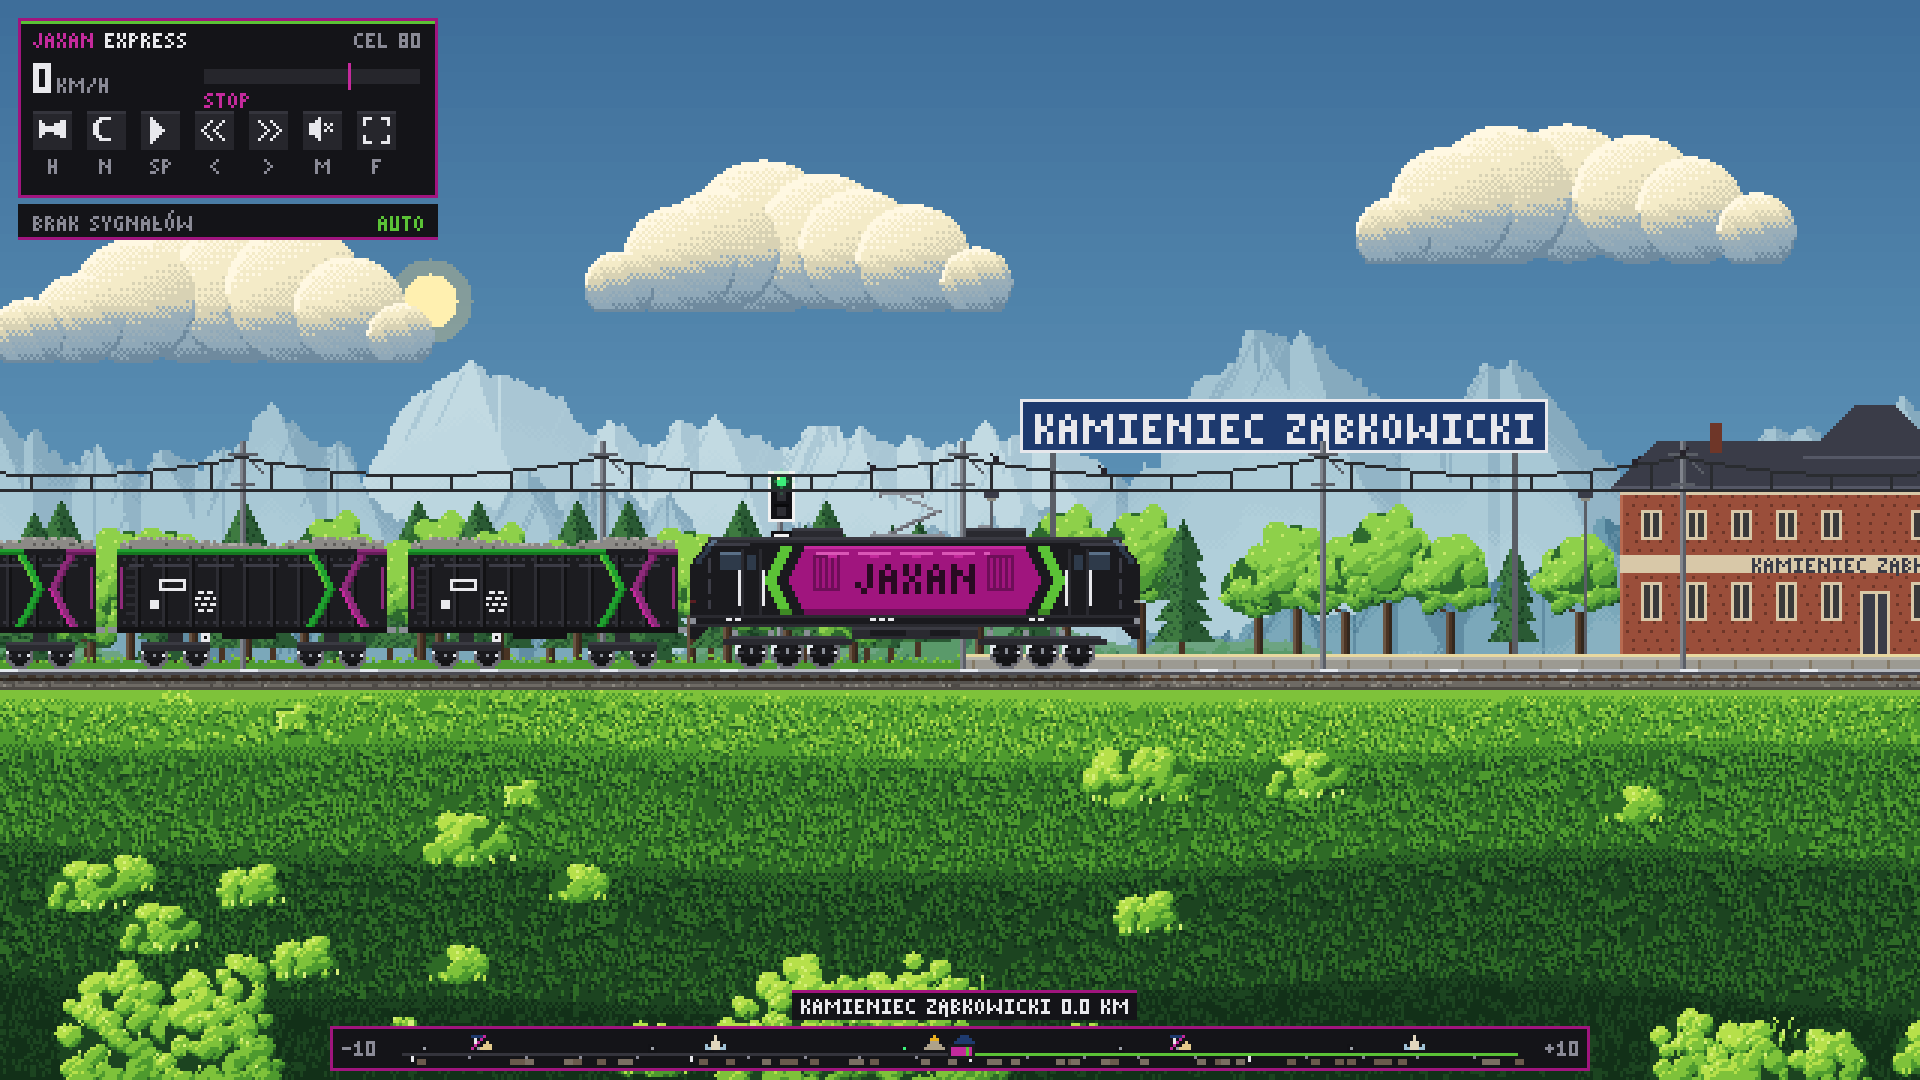 JAXAN EXPRESS CEL 80
0 KM/H
STOP
H N SP < > M F
BRAK SYGNAŁÓW AUTO
KAMIENIEC ZĄBKOWICKI
KAMIENIEC ZĄBK
JAXAN
KAMIENIEC ZĄBKOWICKI 0.0 KM
-10 +10